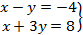 x − y = −4
x + 3y = 8}